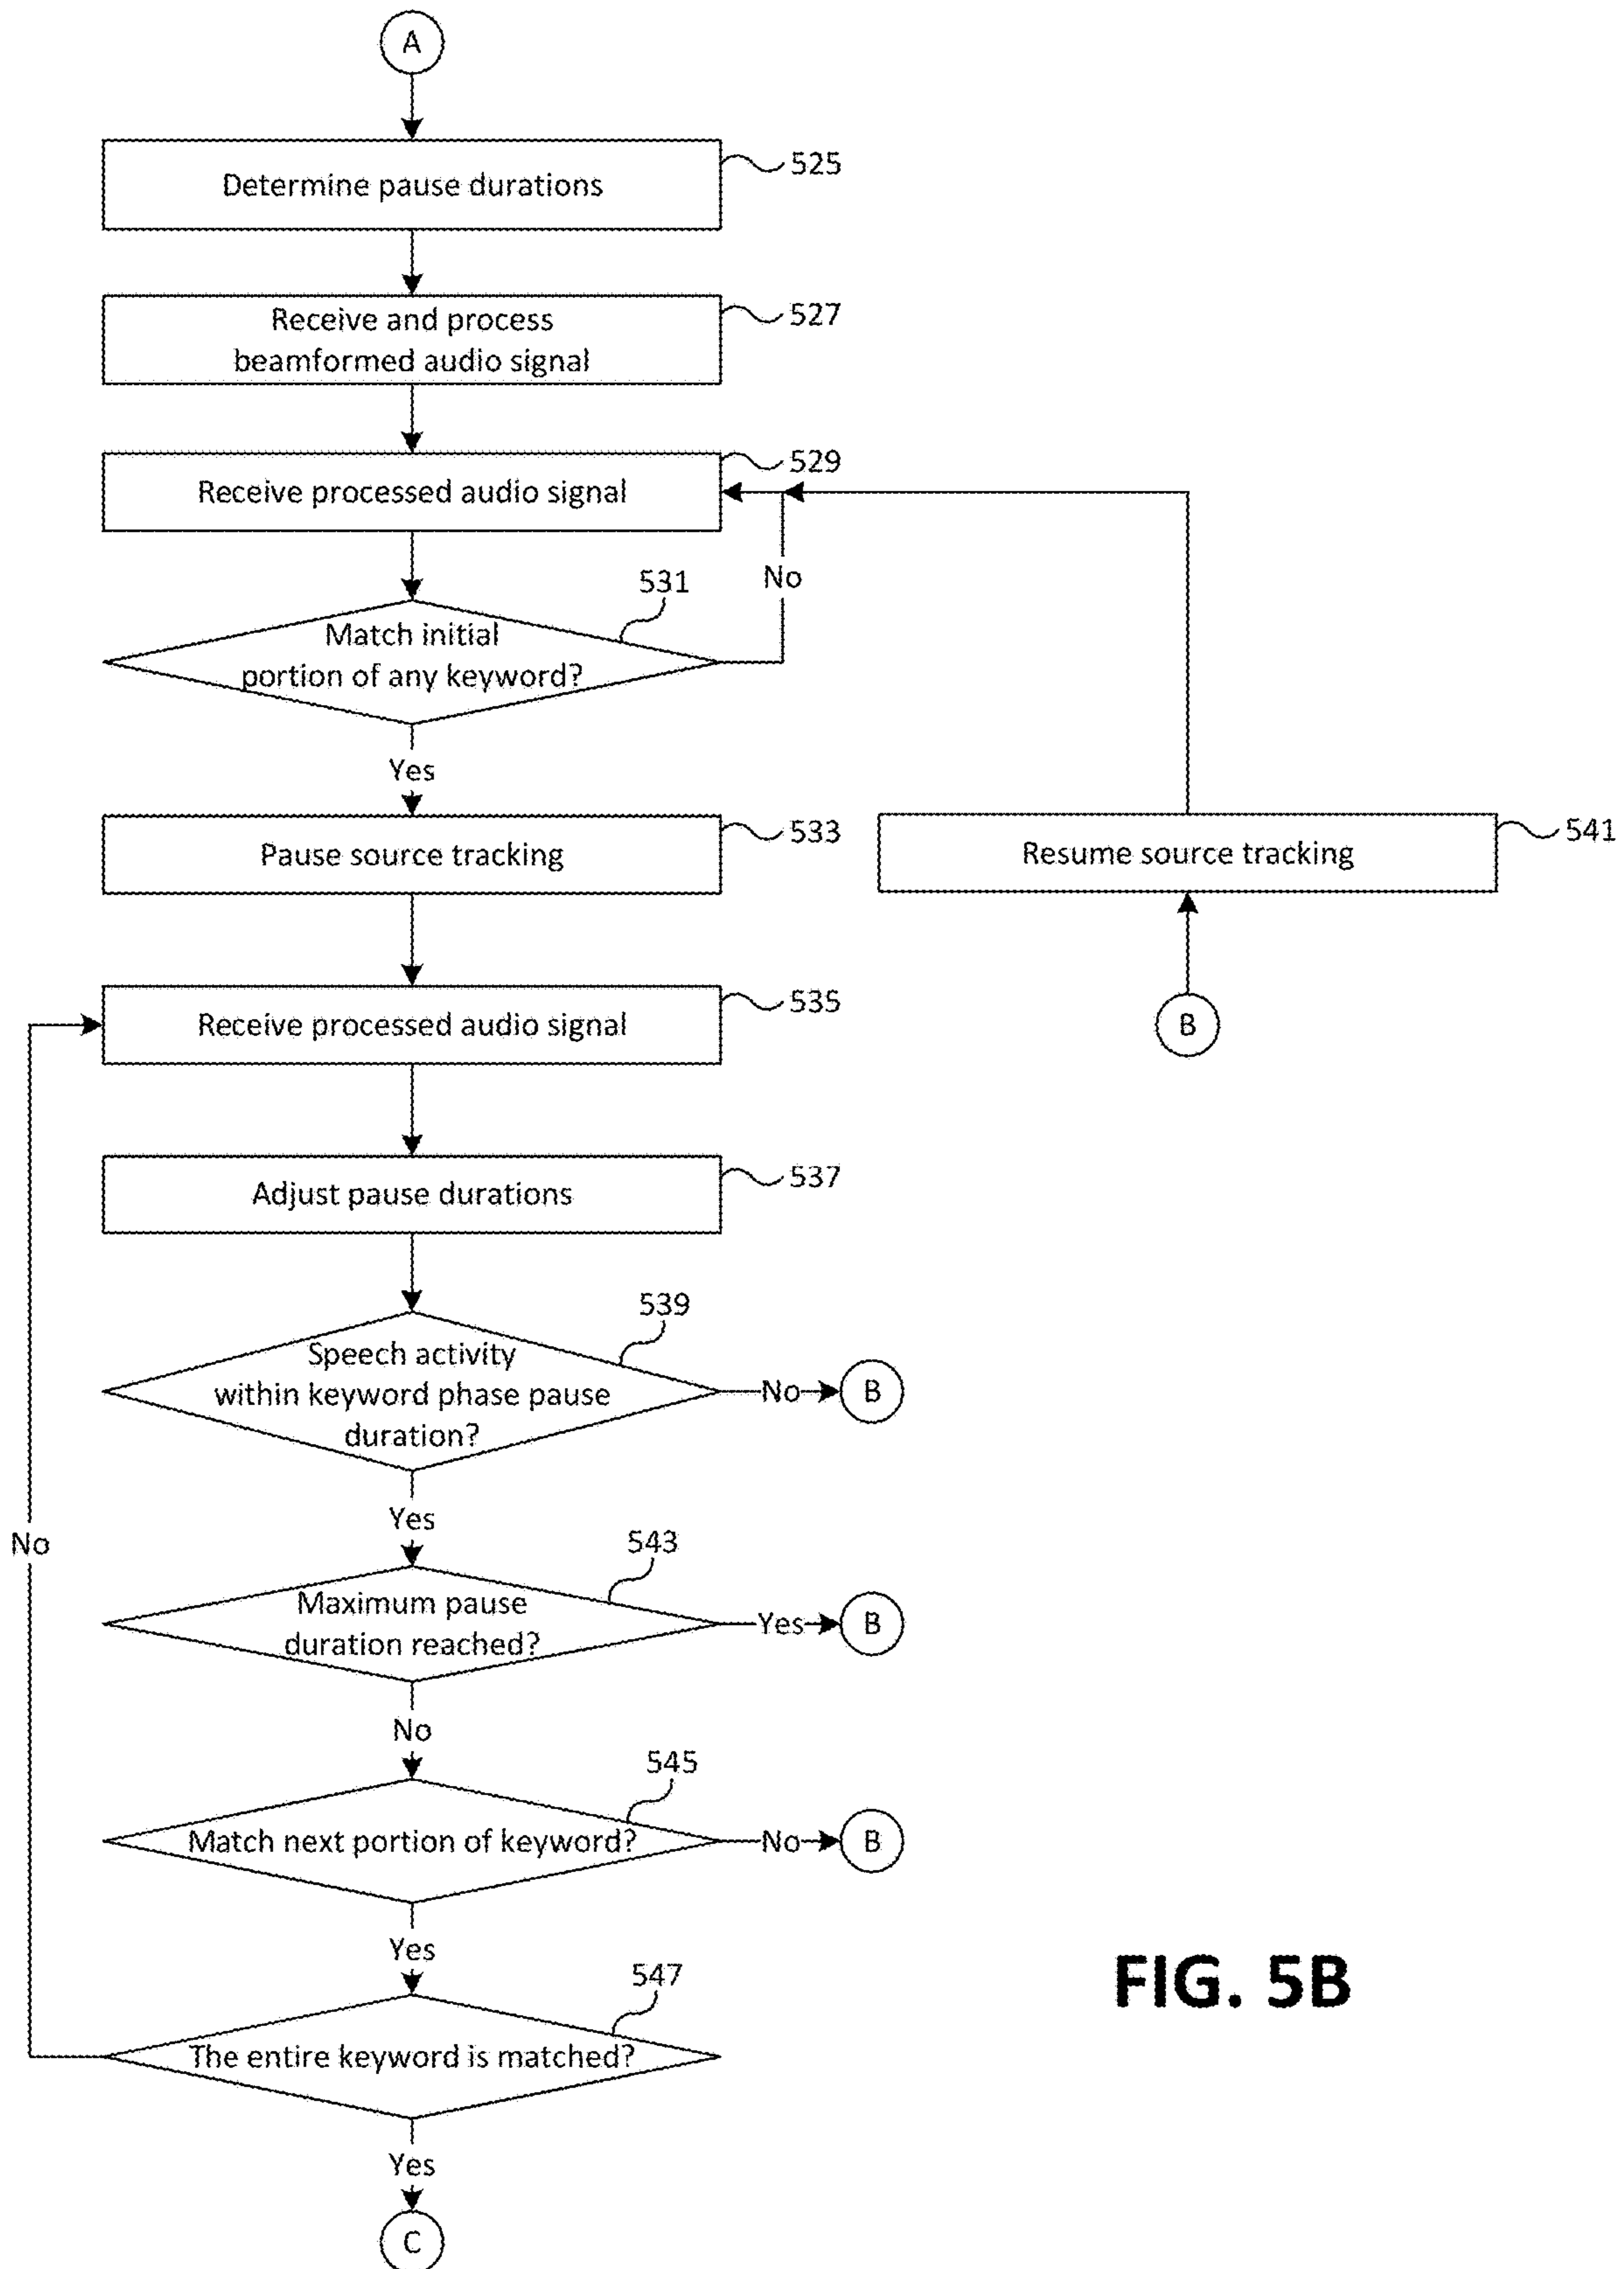 A
525
Determine pause durations
527
Receive and process
beamformed audio signal
529
Receive processed audio signal
531
No
Match initial
portion of any keyword?
Yes
533
Pause source tracking
541
Resume source tracking
535
Receive processed audio signal
B
537
Adjust pause durations
539
Speech activity
within keyword phase pause
duration?
No
B
Yes
No
543
Maximum pause
duration reached?
Yes
B
No
545
Match next portion of keyword?
No
B
Yes
547
The entire keyword is matched?
FIG. 5B
Yes
C